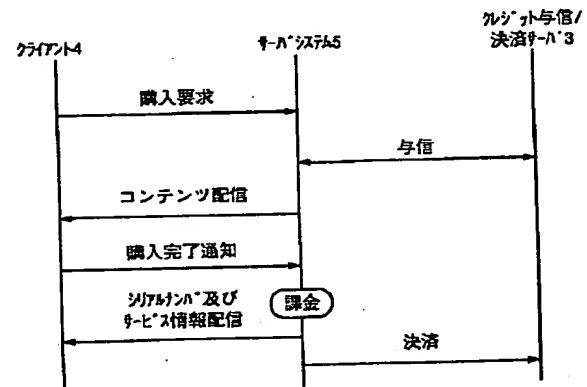 クライアント4
サーバシステム5
クレジット与信/
決済サーバ3
購入要求
与信
コンテンツ配信
購入完了通知
シリアルナンバ及び
サービス情報配信
課金
決済